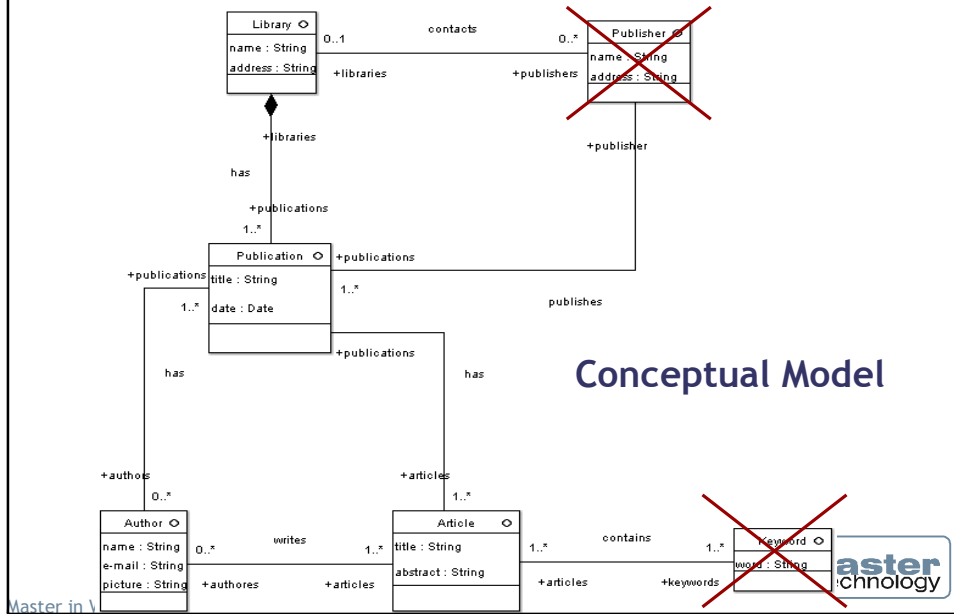 Library
name : String
address : String
0..1
contacts
0..*
+libraries
+publishers
Publisher
name : String
address : String
+libraries
+publisher
has
+publications
1..*
Publication
title : String
date : Date
+publications
1..*
+publications
1..*
publishes
+publications
has
has
Conceptual Model
+authors
0..*
+articles
1..*
Author
name : String
e-mail : String
picture : String
0..*
writes
1..*
+authores
+articles
Article
title : String
abstract : String
1..*
contains
1..*
+articles
+keywords
Keyword
word : String
aster
chnology
Master in